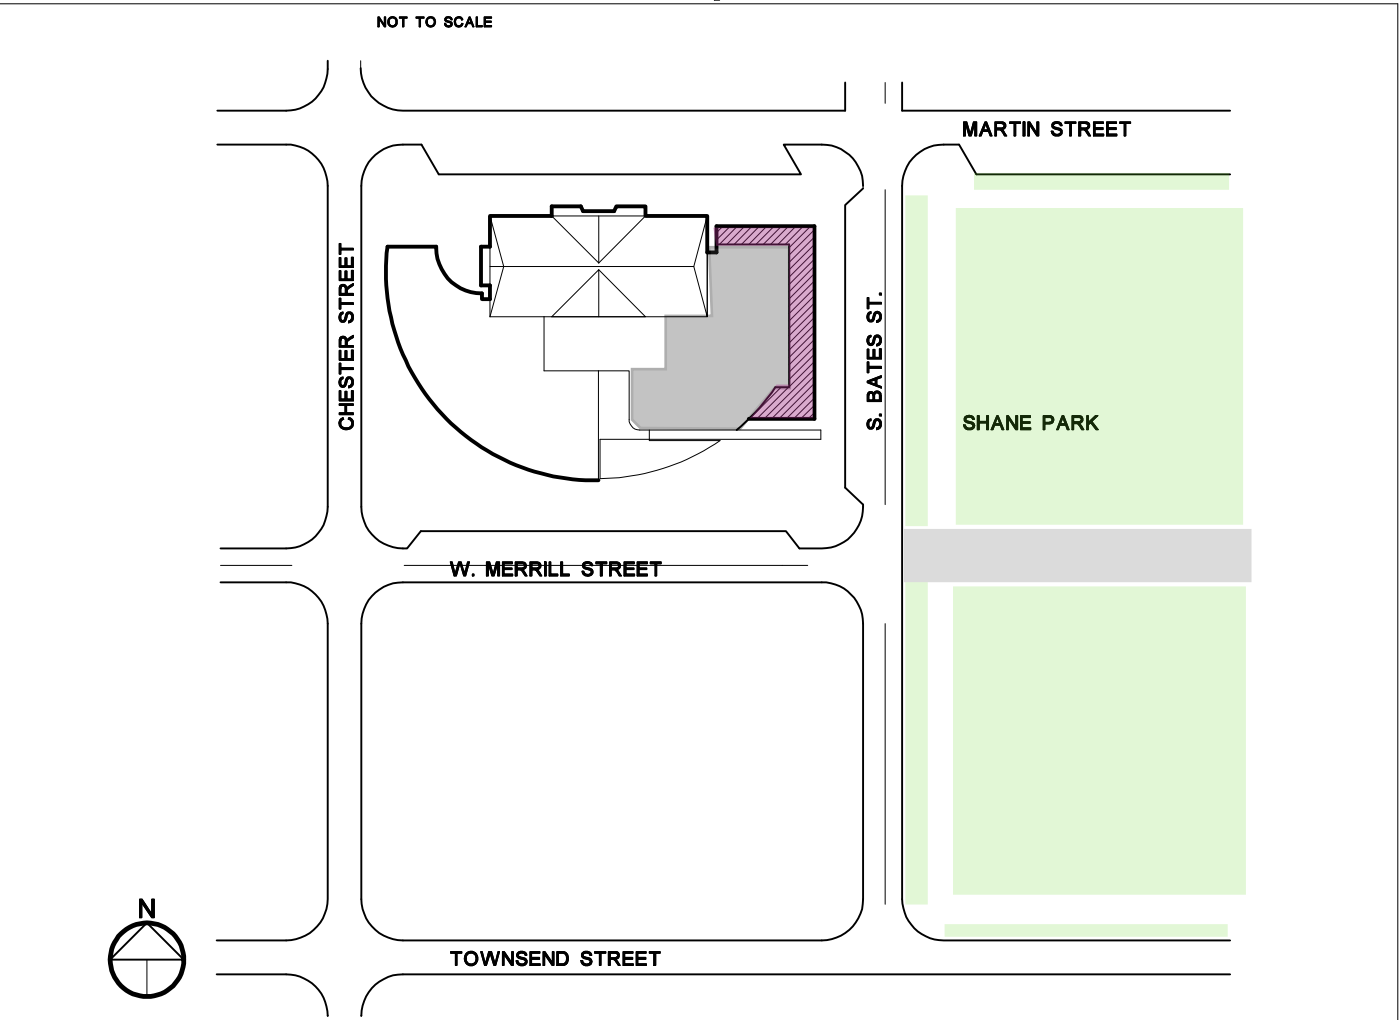 NOT TO SCALE
MARTIN STREET
CHESTER STREET
S. BATES ST.
SHANE PARK
W. MERRILL STREET
N
TOWNSEND STREET